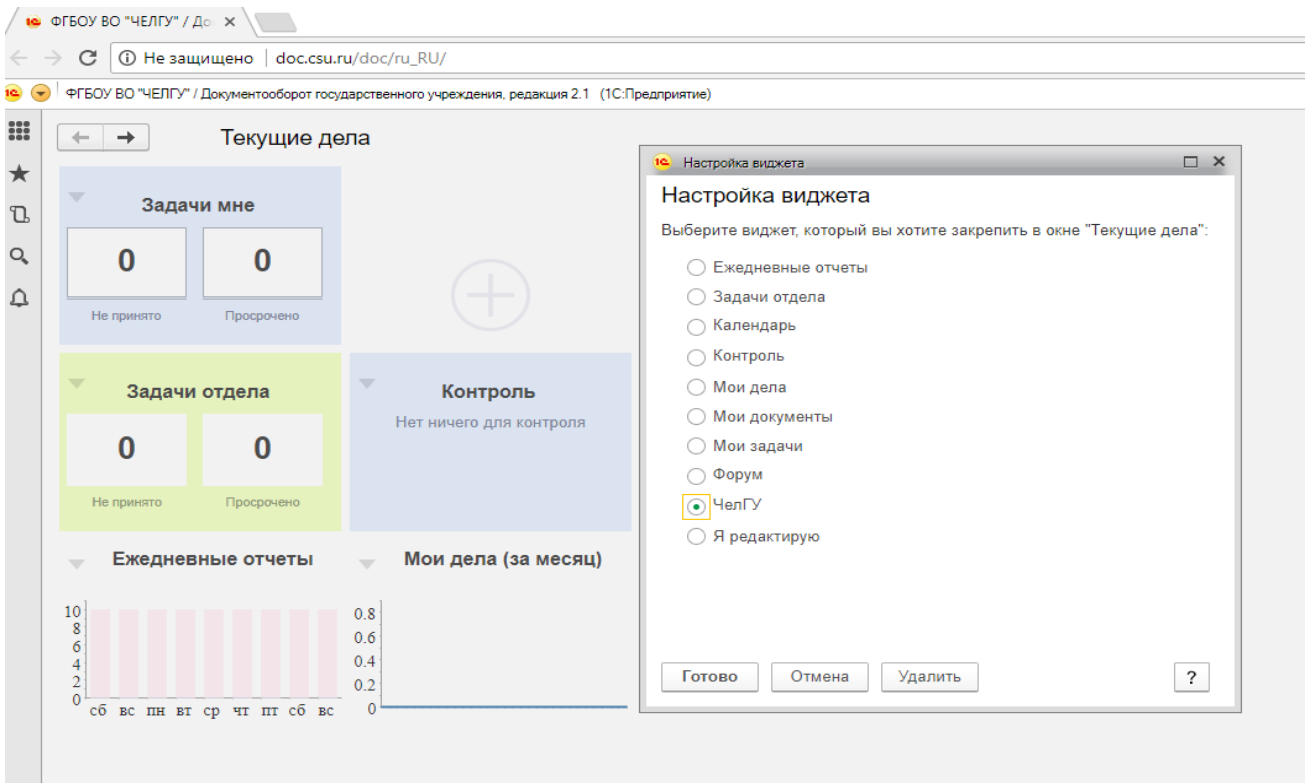 1С ФГБОУ ВО "ЧЕЛГУ" / До
Не защищено | doc.csu.ru/doc/ru_RU/
1С ФГБОУ ВО "ЧЕЛГУ" / Документооборот государственного учреждения, редакция 2.1 (1С:Предприятие)
Текущие дела
Задачи мне
0 0
Не принято Просрочено
Задачи отдела
0 0
Не принято Просрочено
Контроль
Нет ничего для контроля
Ежедневные отчеты
10
8
6
4
2
0
сб вс пн вт ср чт пт сб вс
Мои дела (за месяц)
0.8
0.6
0.4
0.2
0
1С Настройка виджета
Настройка виджета
Выберите виджет, который вы хотите закрепить в окне "Текущие дела":
Ежедневные отчеты
Задачи отдела
Календарь
Контроль
Мои дела
Мои документы
Мои задачи
Форум
ЧелГУ
Я редактирую
Готово Отмена Удалить ?